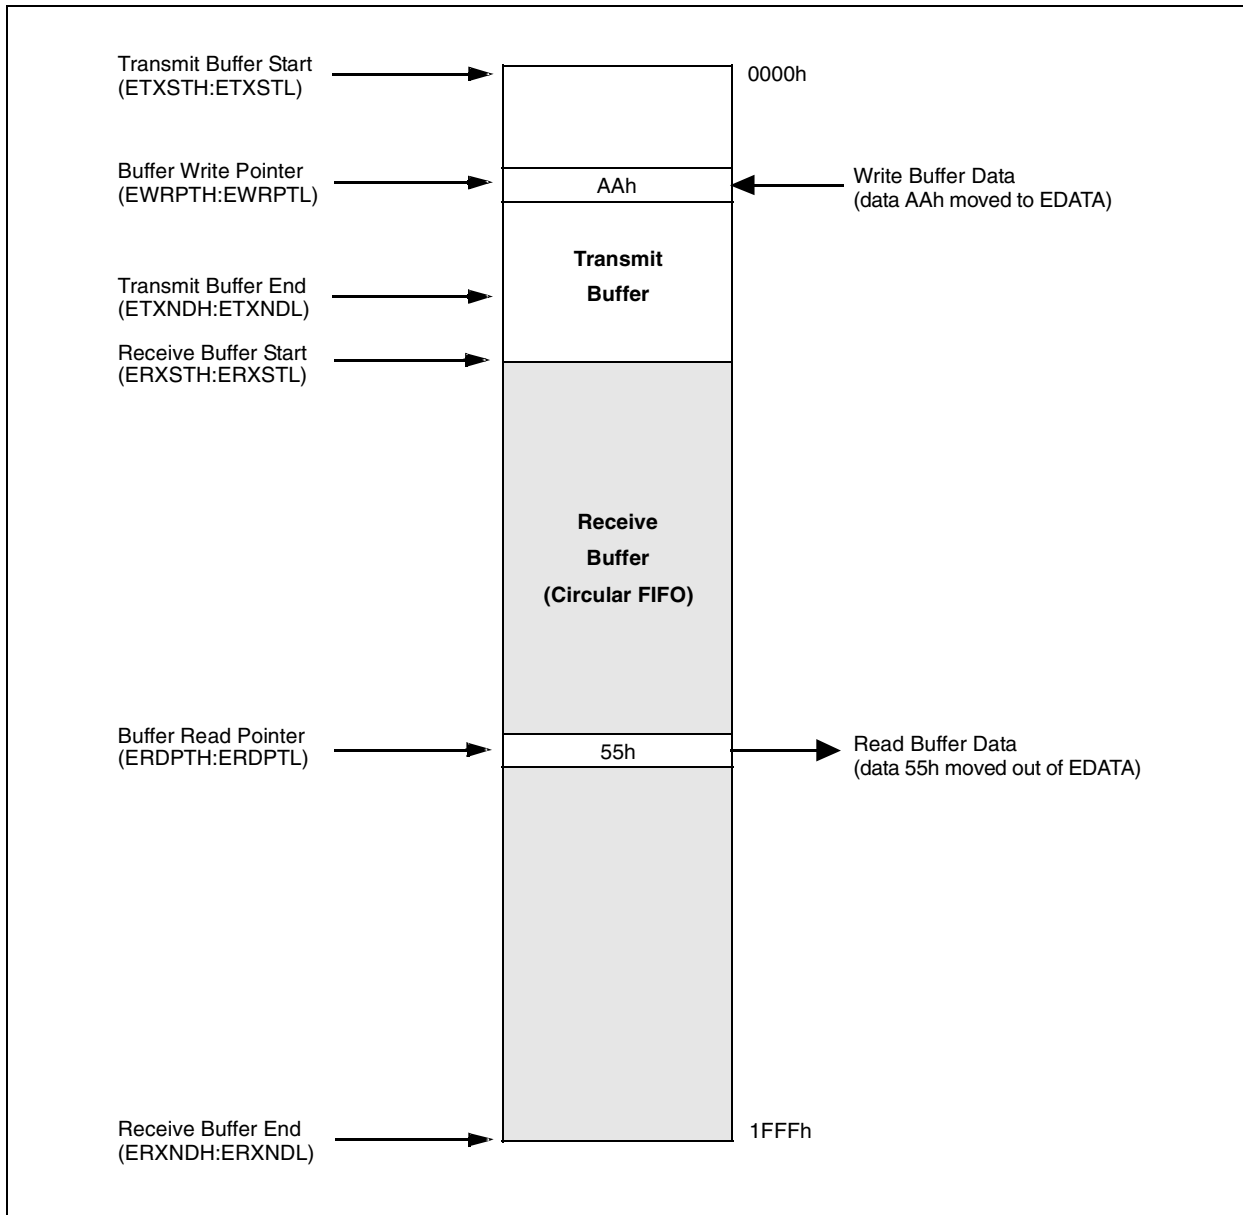 Transmit Buffer Start
(ETXSTH:ETXSTL)
0000h
Buffer Write Pointer
(EWRPTH:EWRPTL)
AAh
Write Buffer Data
(data AAh moved to EDATA)
Transmit
Buffer
Transmit Buffer End
(ETXNDH:ETXNDL)
Receive Buffer Start
(ERXSTH:ERXSTL)
Receive
Buffer
(Circular FIFO)
Buffer Read Pointer
(ERDPTH:ERDPTL)
55h
Read Buffer Data
(data 55h moved out of EDATA)
Receive Buffer End
(ERXNDH:ERXNDL)
1FFFh